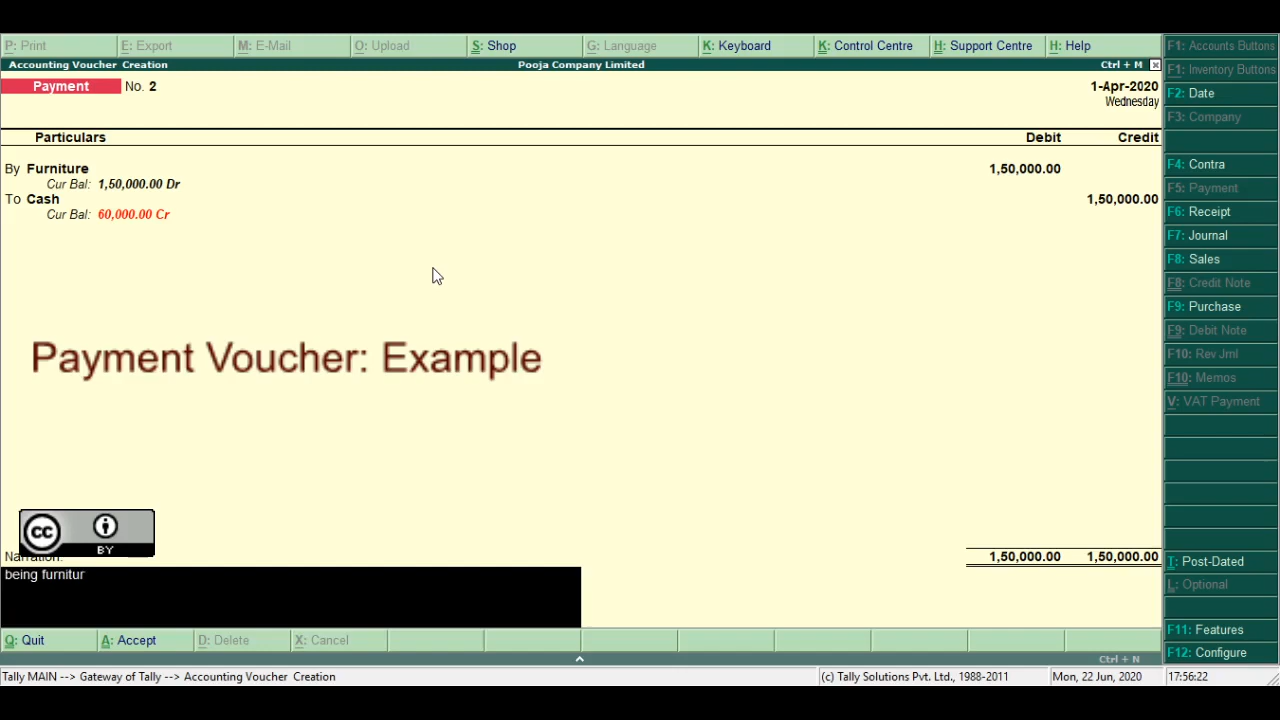 P: Print E: Export M: E-Mail O: Upload S: Shop G: Language K: Keyboard K: Control Centre H: Support Centre H: Help F1: Accounts Buttons
Accounting Voucher Creation Pooja Company Limited Ctrl + M x
F1: Inventory Buttons
Payment No. 2 1-Apr-2020
Wednesday
F2: Date
F3: Company
Particulars Debit Credit
By Furniture 1,50,000.00
Cur Bal: 1,50,000.00 Dr
To Cash 1,50,000.00
Cur Bal: 60,000.00 Cr
F4: Contra
F5: Payment
F6: Receipt
F7: Journal
F8: Sales
F8: Credit Note
F9: Purchase
F9: Debit Note
F10: Rev Jrnl
F10: Memos
V: VAT Payment
Payment Voucher: Example
cc
BY
Narration: 1,50,000.00 1,50,000.00
being furnitur
T: Post-Dated
L: Optional
F11: Features
F12: Configure
Q: Quit A: Accept D: Delete X: Cancel
Ctrl + N
Tally MAIN --> Gateway of Tally --> Accounting Voucher Creation (c) Tally Solutions Pvt. Ltd., 1988-2011 Mon, 22 Jun, 2020 17:56:22